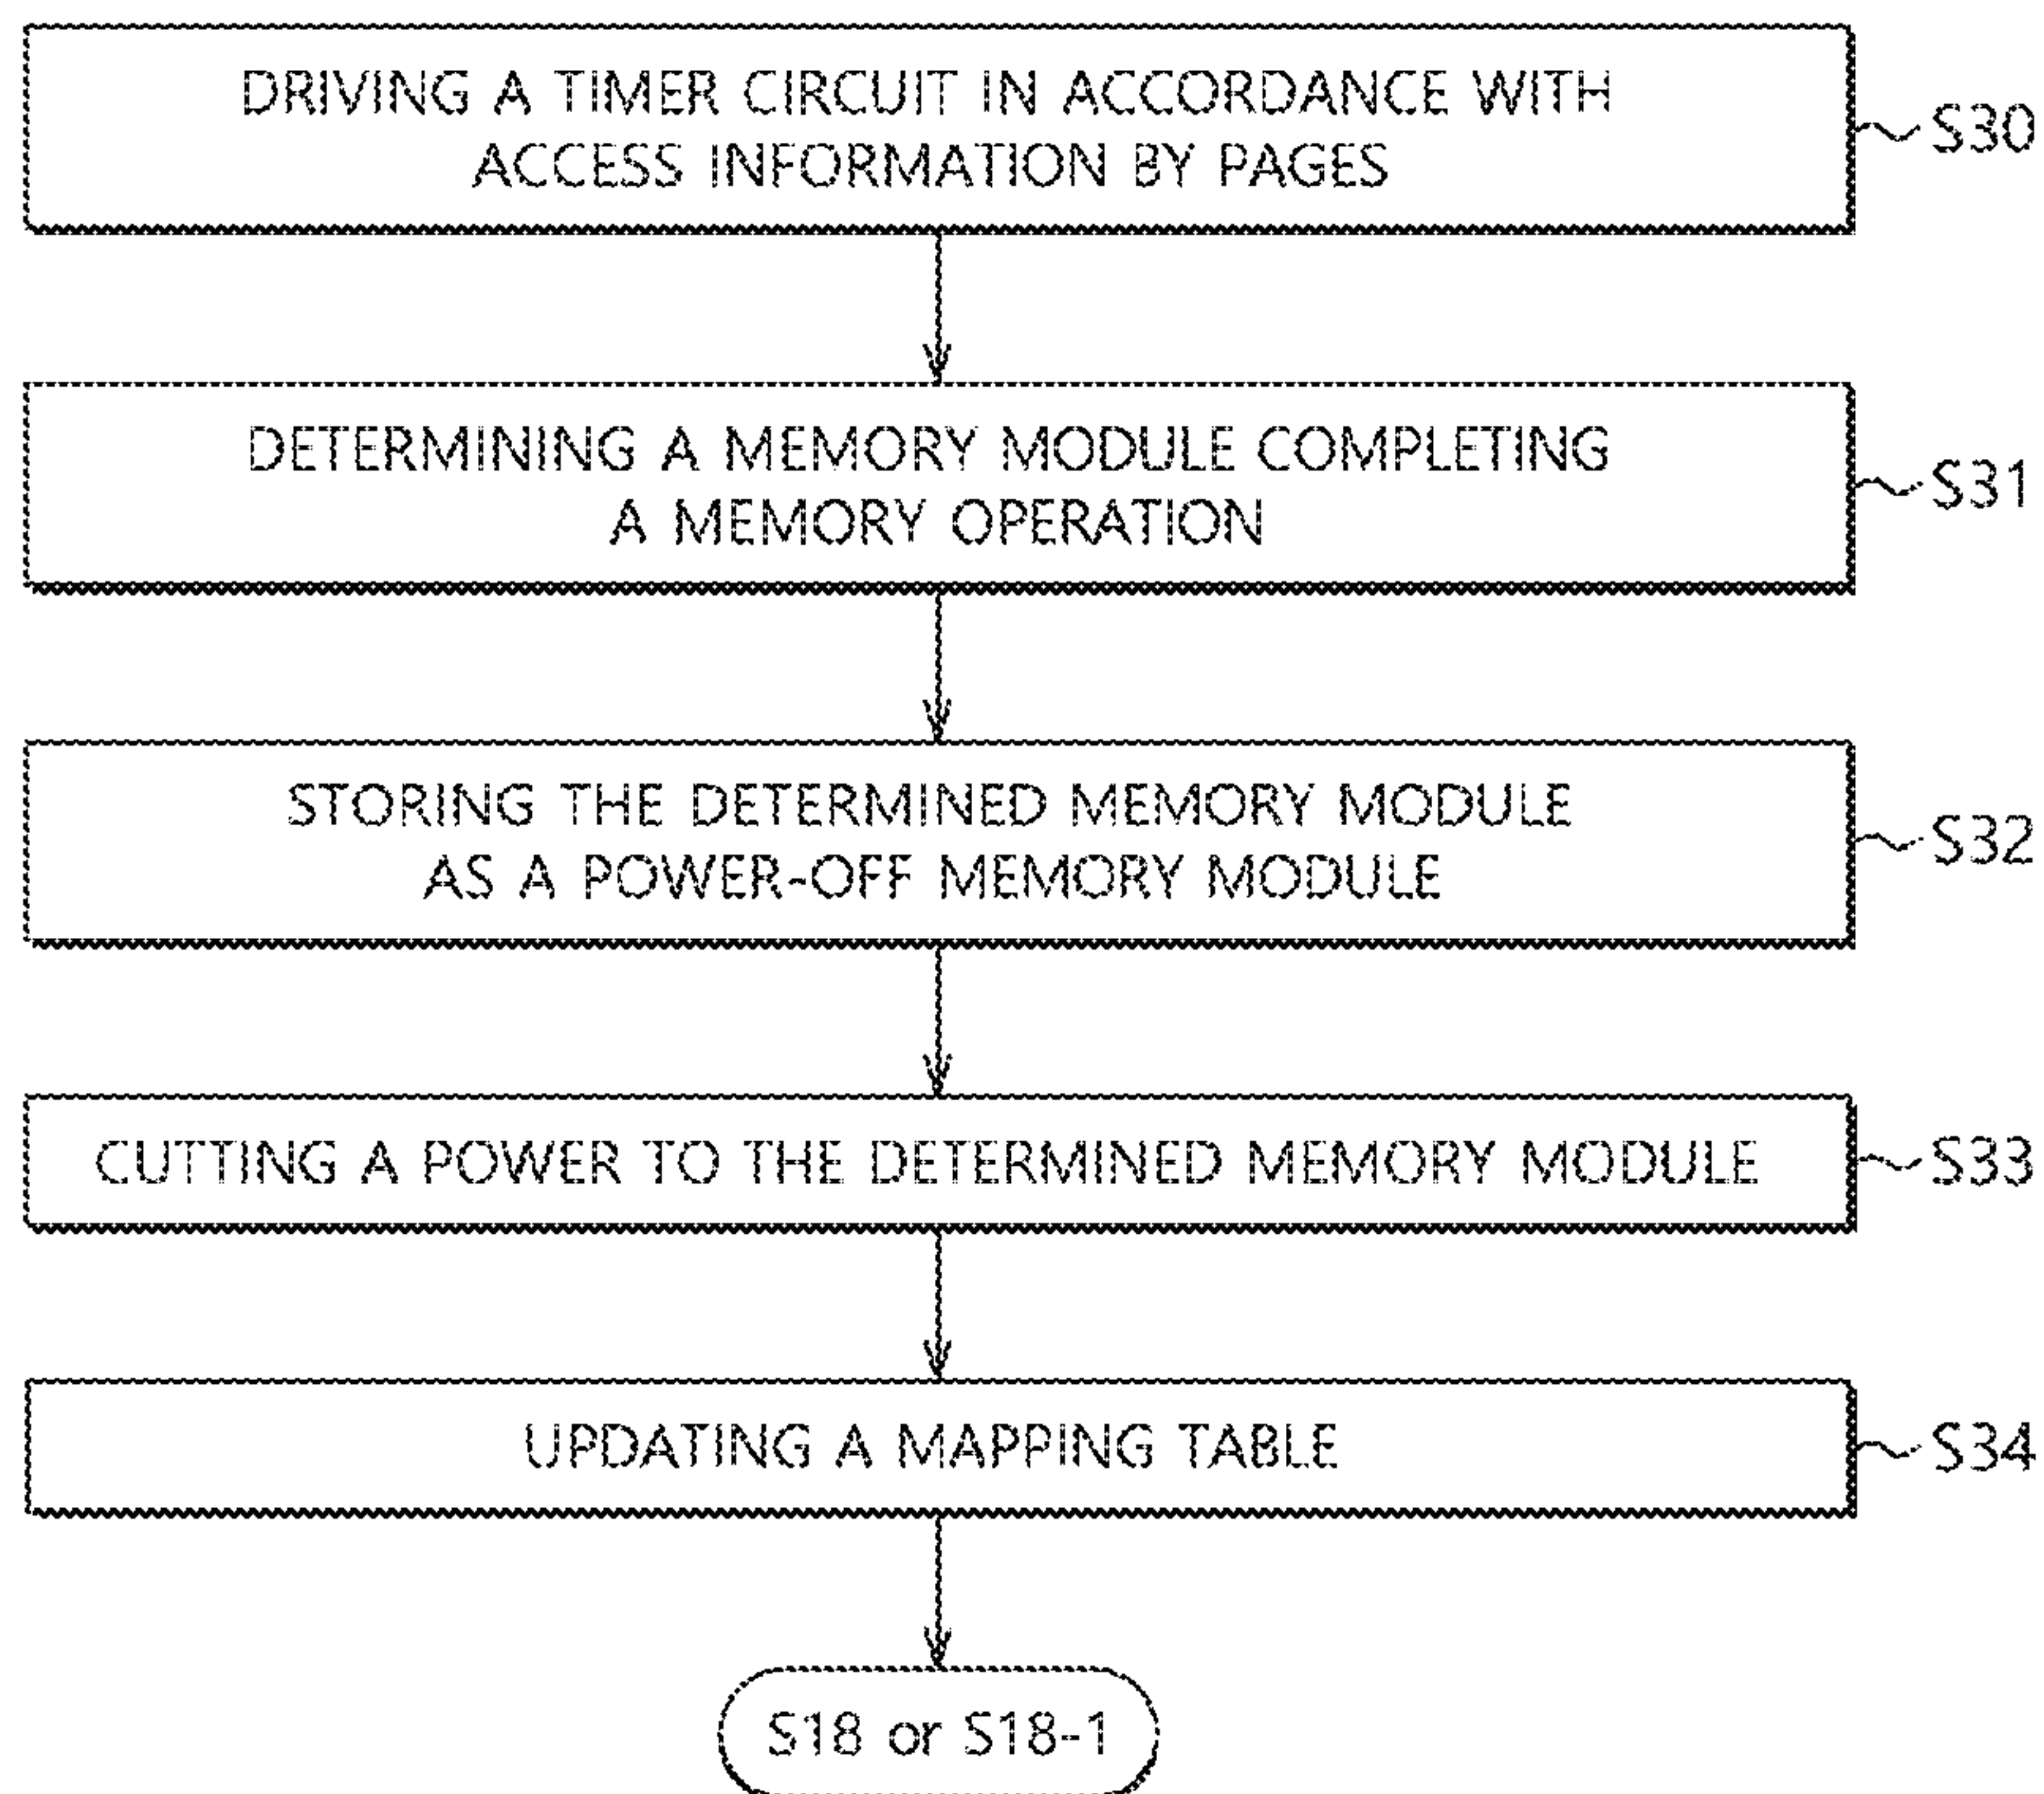 DRIVING A TIMER CIRCUIT IN ACCORDANCE WITH
ACCESS INFORMATION BY PAGES
S30
DETERMINING A MEMORY MODULE COMPLETING
A MEMORY OPERATION
S31
STORING THE DETERMINED MEMORY MODULE
AS A POWER-OFF MEMORY MODULE
S32
CUTTING A POWER TO THE DETERMINED MEMORY MODULE
S33
UPDATING A MAPPING TABLE
S34
S18 or S18-1